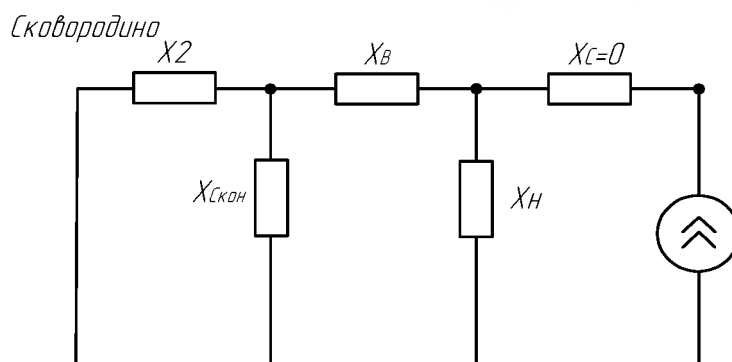 Сковородино
X2
XВ
XС=0
XСкон
XН